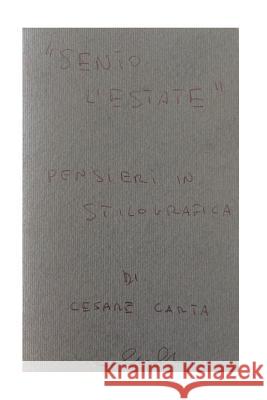 "SENTO
L'ESTATE"
PENSIERI IN
STILOGRAFICA
DI
CESARE CARTA